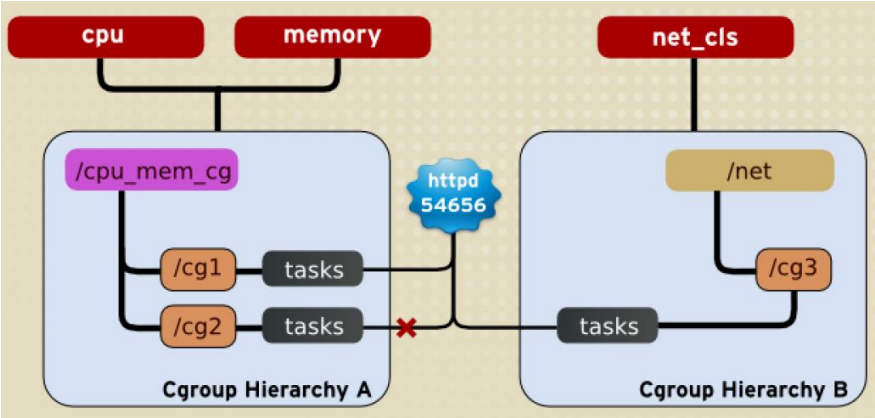 cpu
memory
net_cls
/cpu_mem_cg
httpd
54656
/net
/cg1
tasks
/cg3
/cg2
tasks
tasks
Cgroup Hierarchy A
Cgroup Hierarchy B